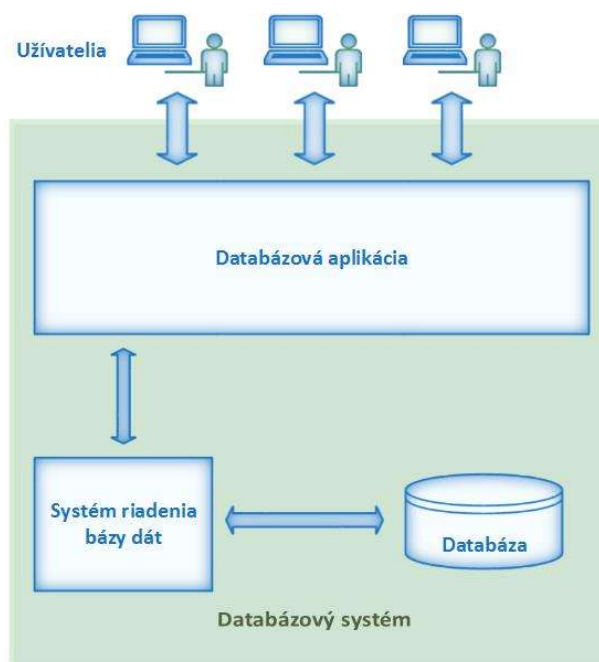 Užívatelia
Databázová aplikácia
Systém riadenia
bázy dát
Databáza
Databázový systém